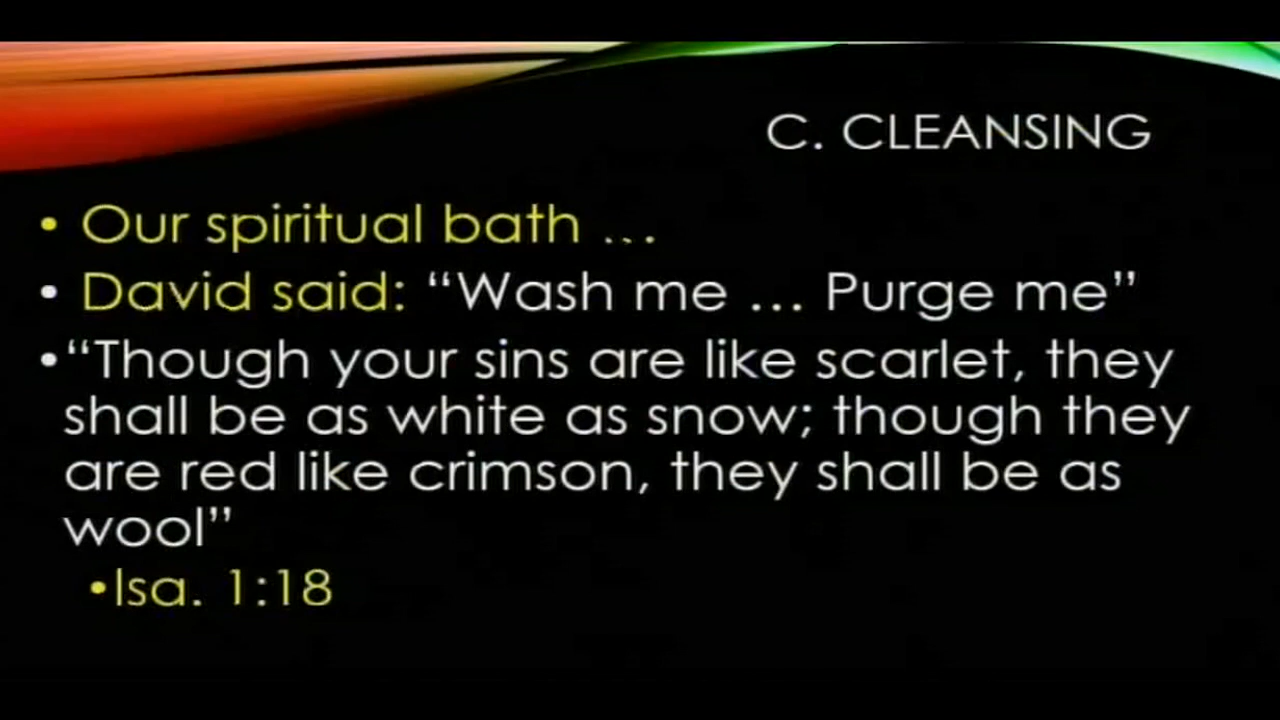 C. CLEANSING
• Our spiritual bath ...
• David said: “Wash me ... Purge me”
• “Though your sins are like scarlet, they
shall be as white as snow; though they
are red like crimson, they shall be as
wool”
• Isa. 1:18